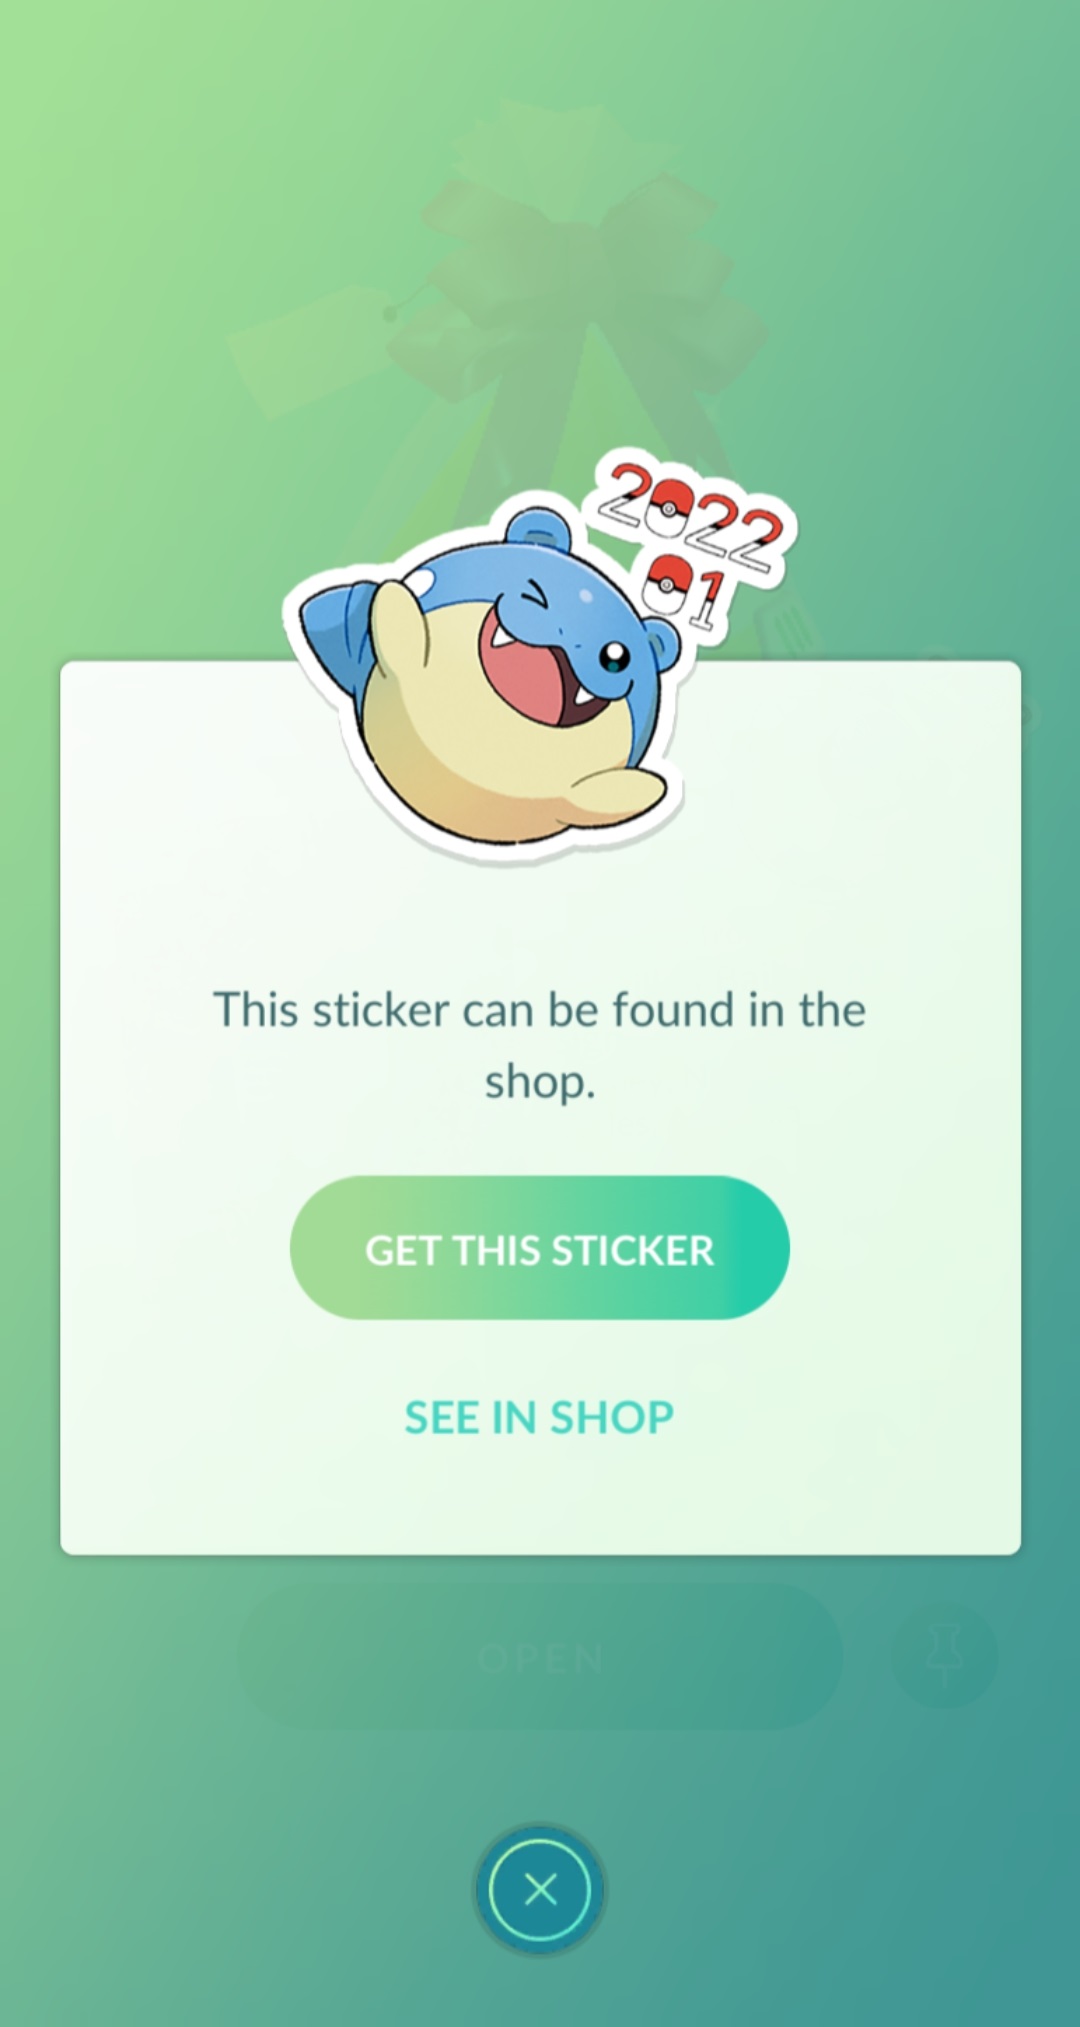 2022
01
This sticker can be found in the
shop.
GET THIS STICKER
SEE IN SHOP
OPEN